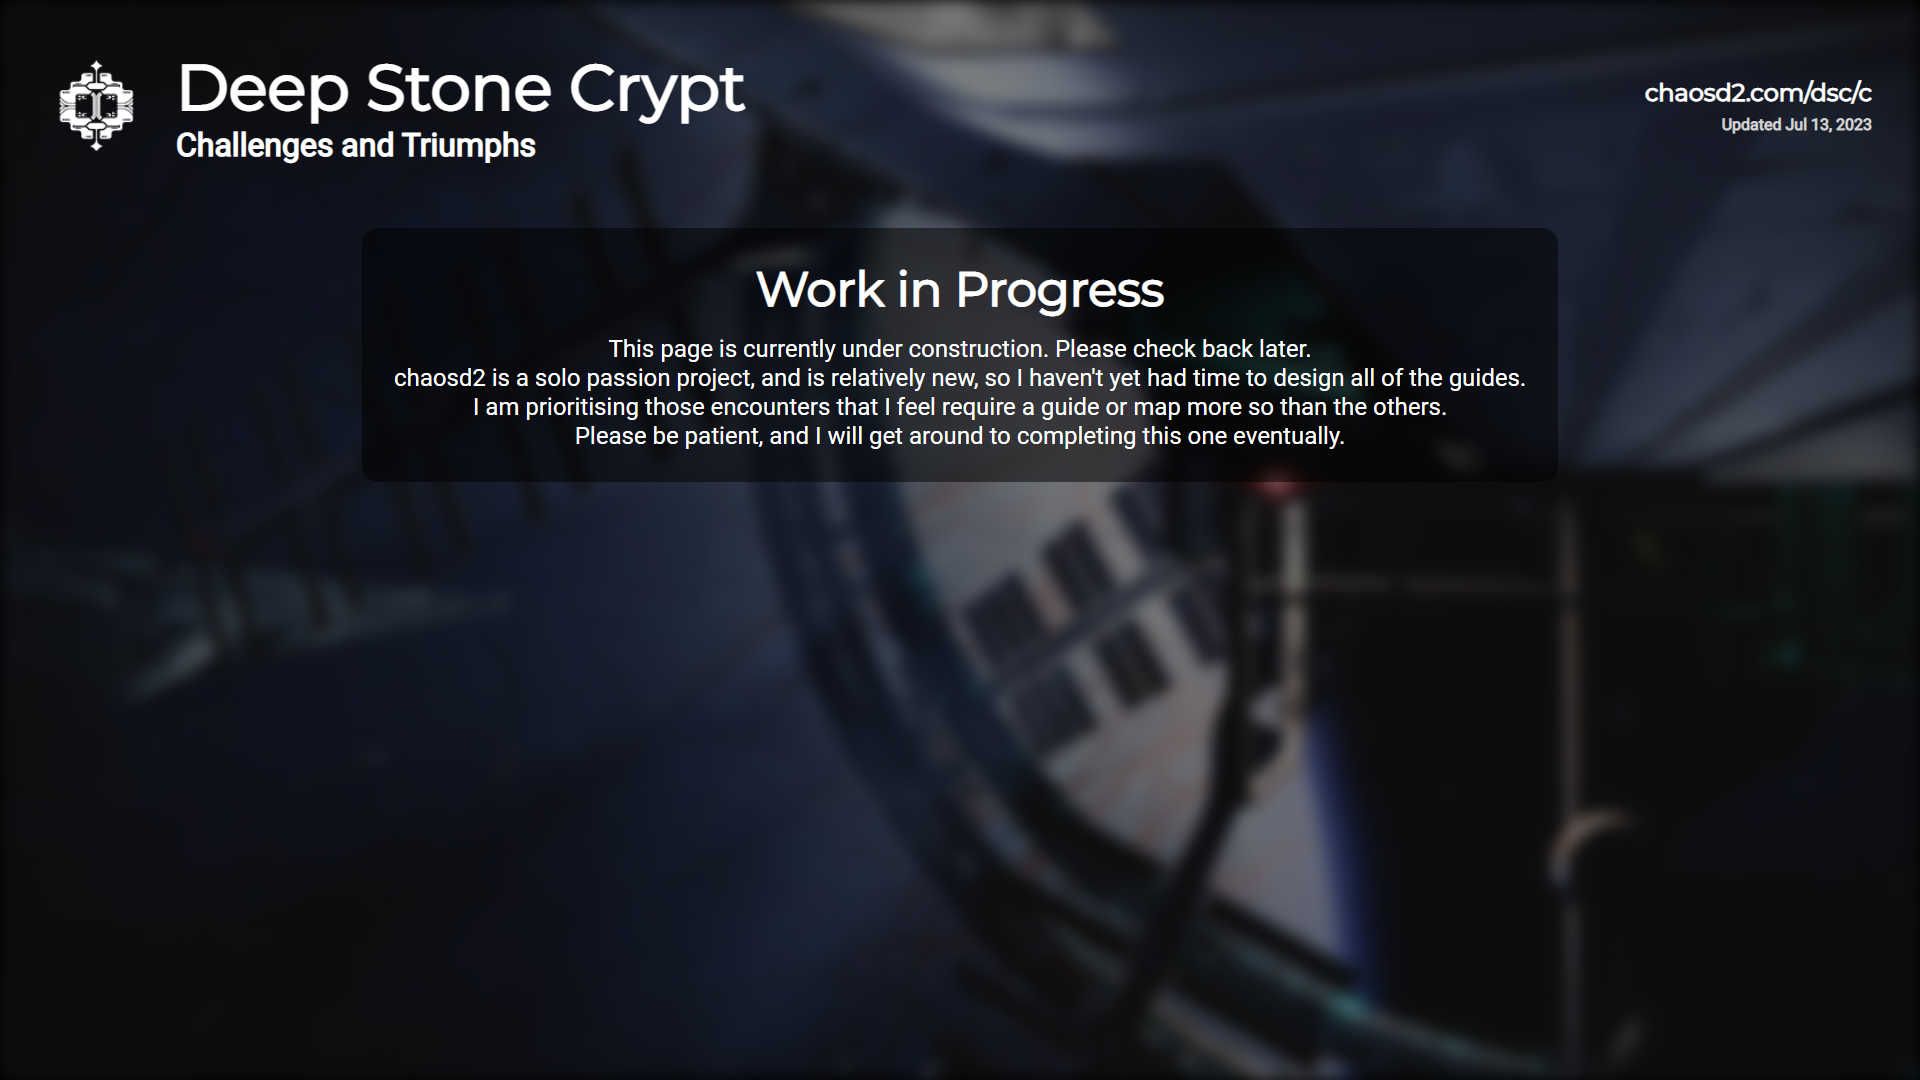 Deep Stone Crypt
Challenges and Triumphs
chaosd2.com/dsc/c
Updated Jul 13, 2023
Work in Progress
This page is currently under construction. Please check back later.
chaosd2 is a solo passion project, and is relatively new, so I haven't yet had time to design all of the guides.
I am prioritising those encounters that I feel require a guide or map more so than the others.
Please be patient, and I will get around to completing this one eventually.